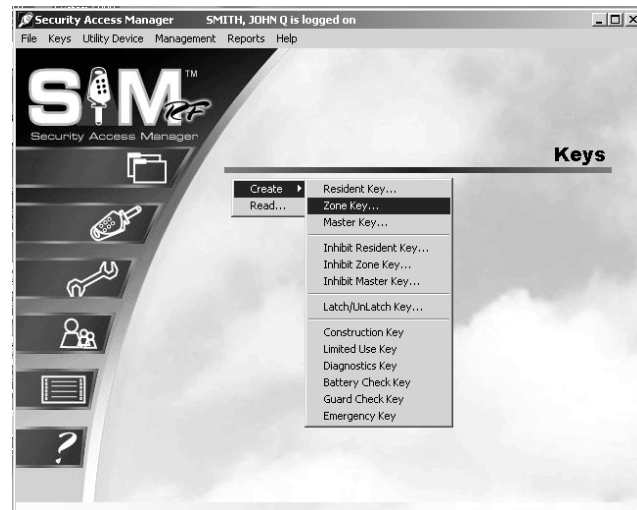 Security Access Manager SMITH, JOHN Q is logged on
File Keys Utility Device Management Reports Help
SAM TM
RF
Security Access Manager
Keys
Create
Read...
Resident Key...
Zone Key...
Master Key...
Inhibit Resident Key...
Inhibit Zone Key...
Inhibit Master Key...
Latch/UnLatch Key...
Construction Key
Limited Use Key
Diagnostics Key
Battery Check Key
Guard Check Key
Emergency Key
?